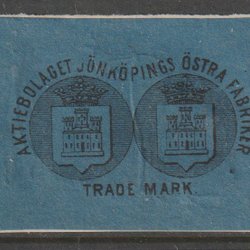 AKTIEBOLAGET JÖNKÖPINGS ÖSTRA FABRIKER
TRADE MARK.